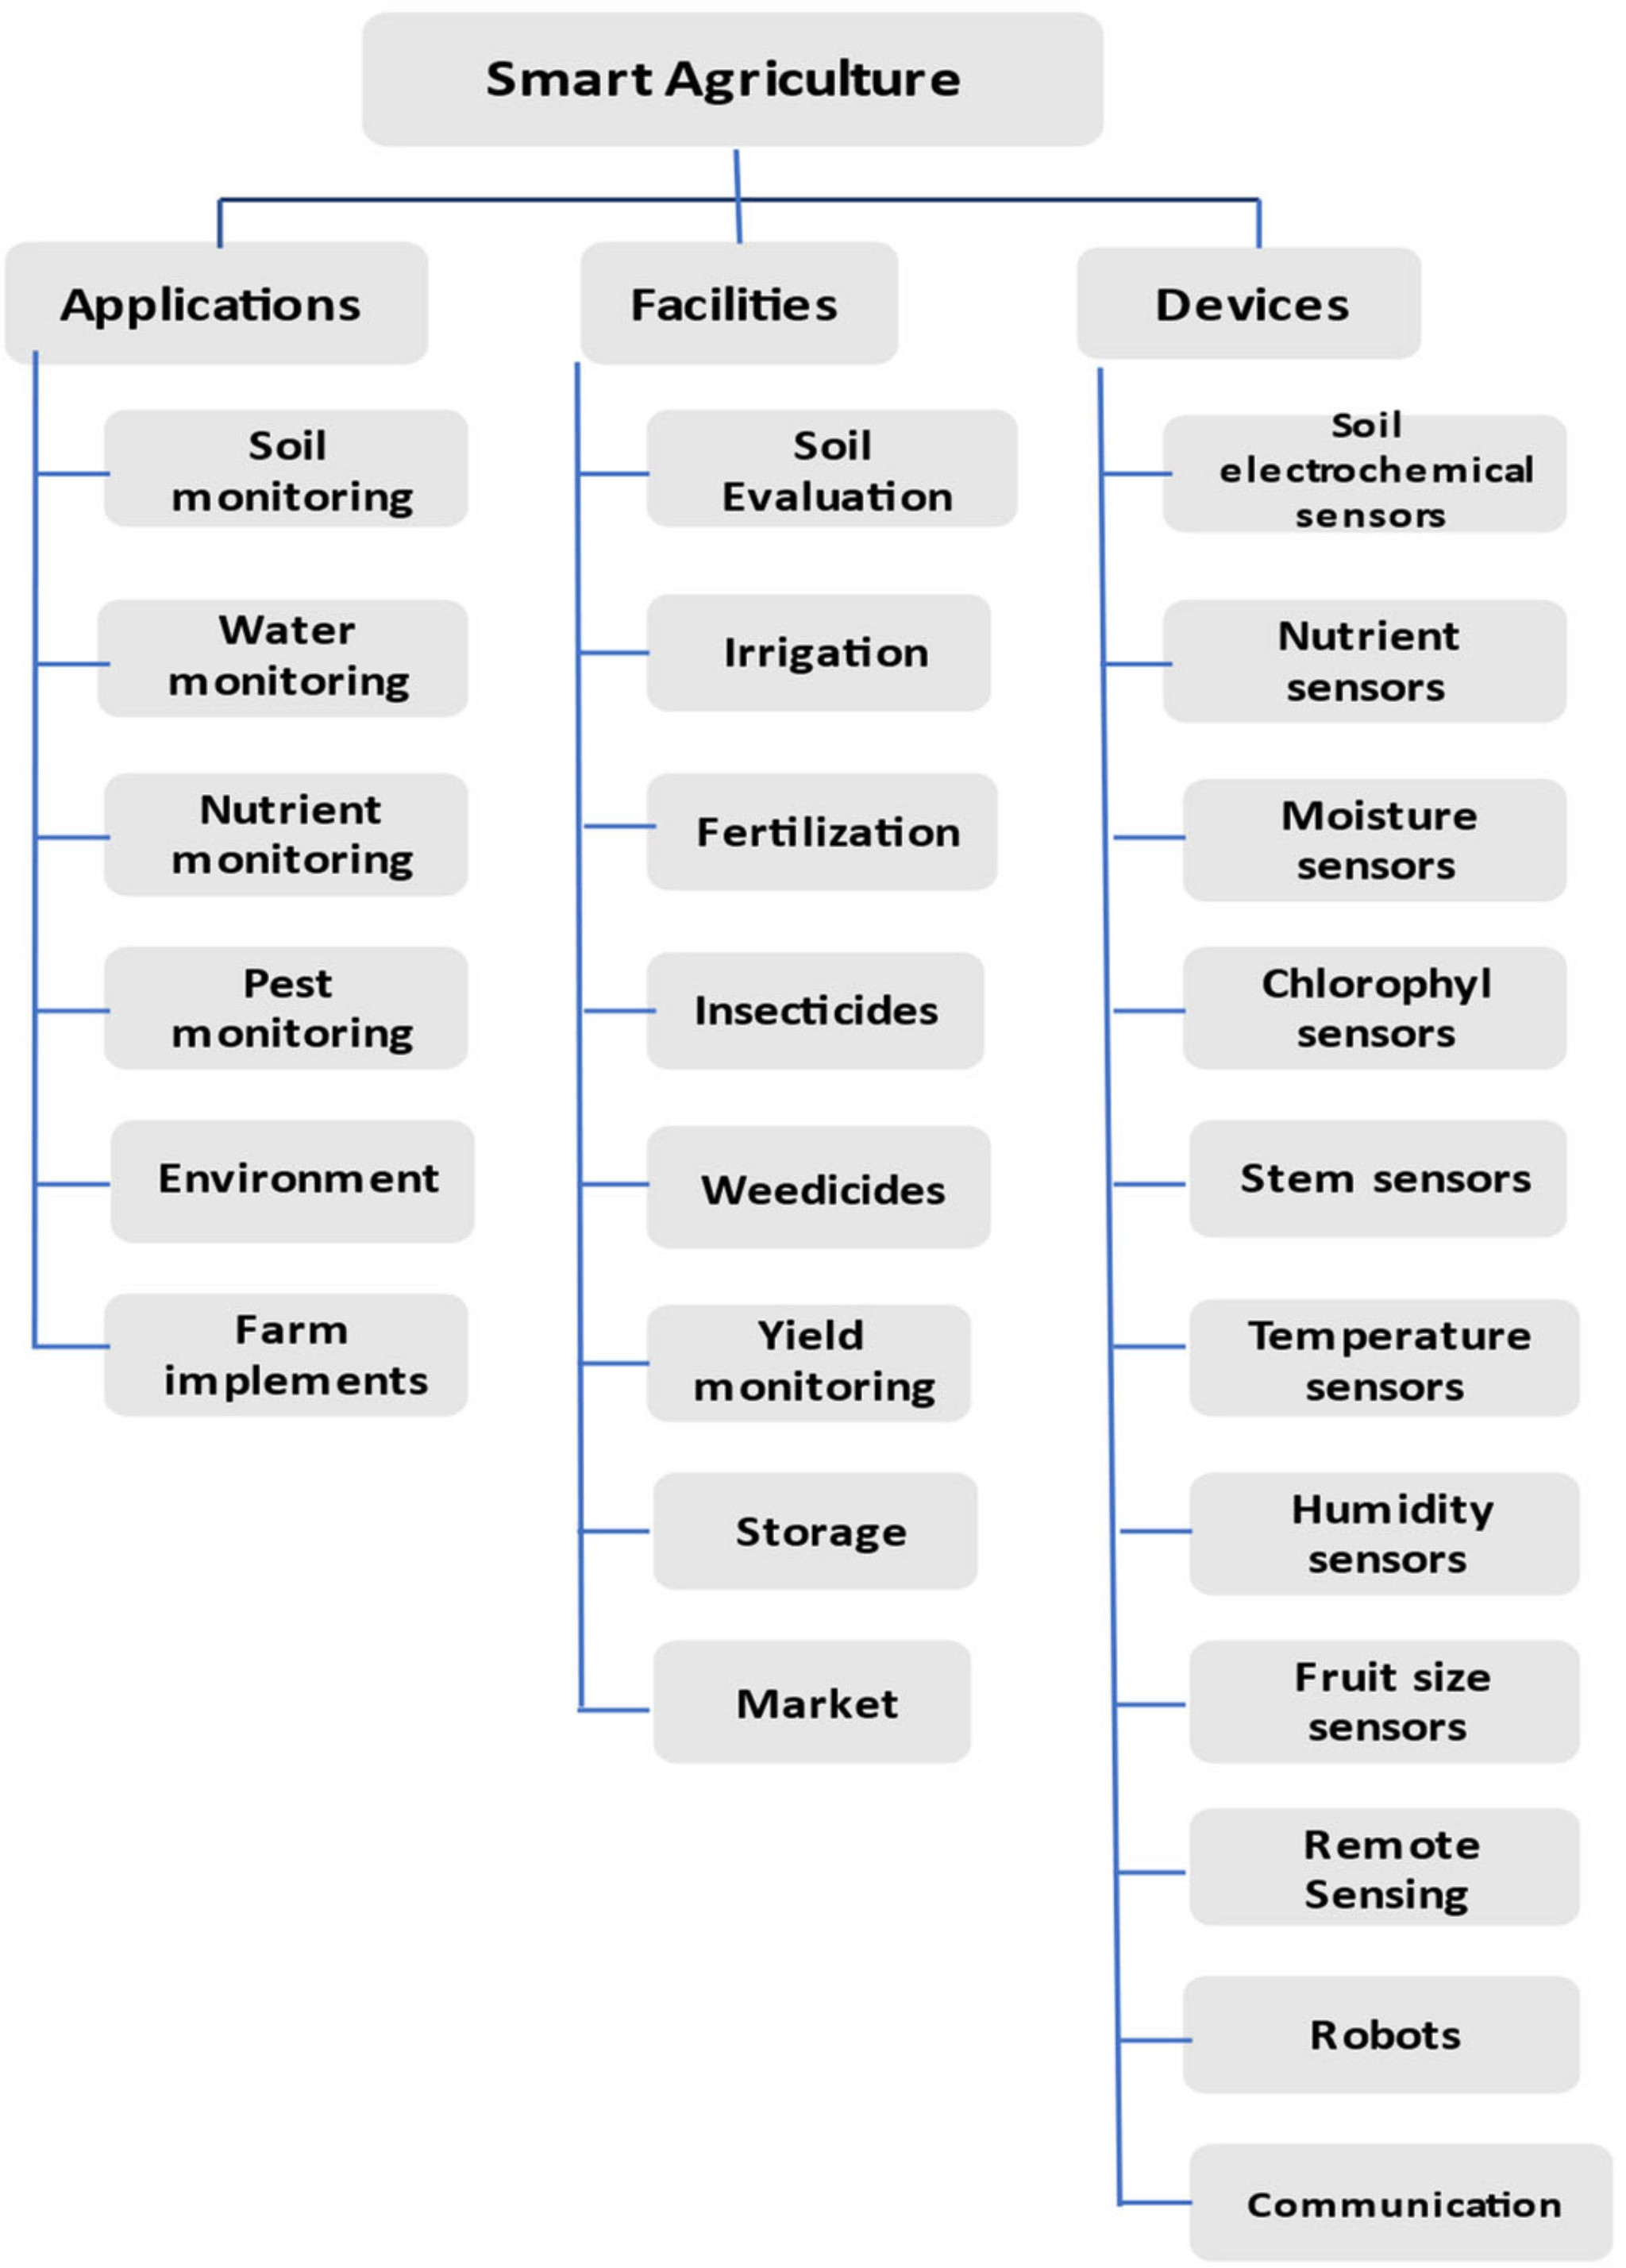 Smart Agriculture
Applications
Soil
monitoring
Water
monitoring
Nutrient
monitoring
Pest
monitoring
Environment
Farm
implements
Facilities
Soil
Evaluation
Irrigation
Fertilization
Insecticides
Weedicides
Yield
monitoring
Storage
Market
Devices
Soil
electrochemical
sensors
Nutrient
sensors
Moisture
sensors
Chlorophyl
sensors
Stem sensors
Temperature
sensors
Humidity
sensors
Fruit size
sensors
Remote
Sensing
Robots
Communication